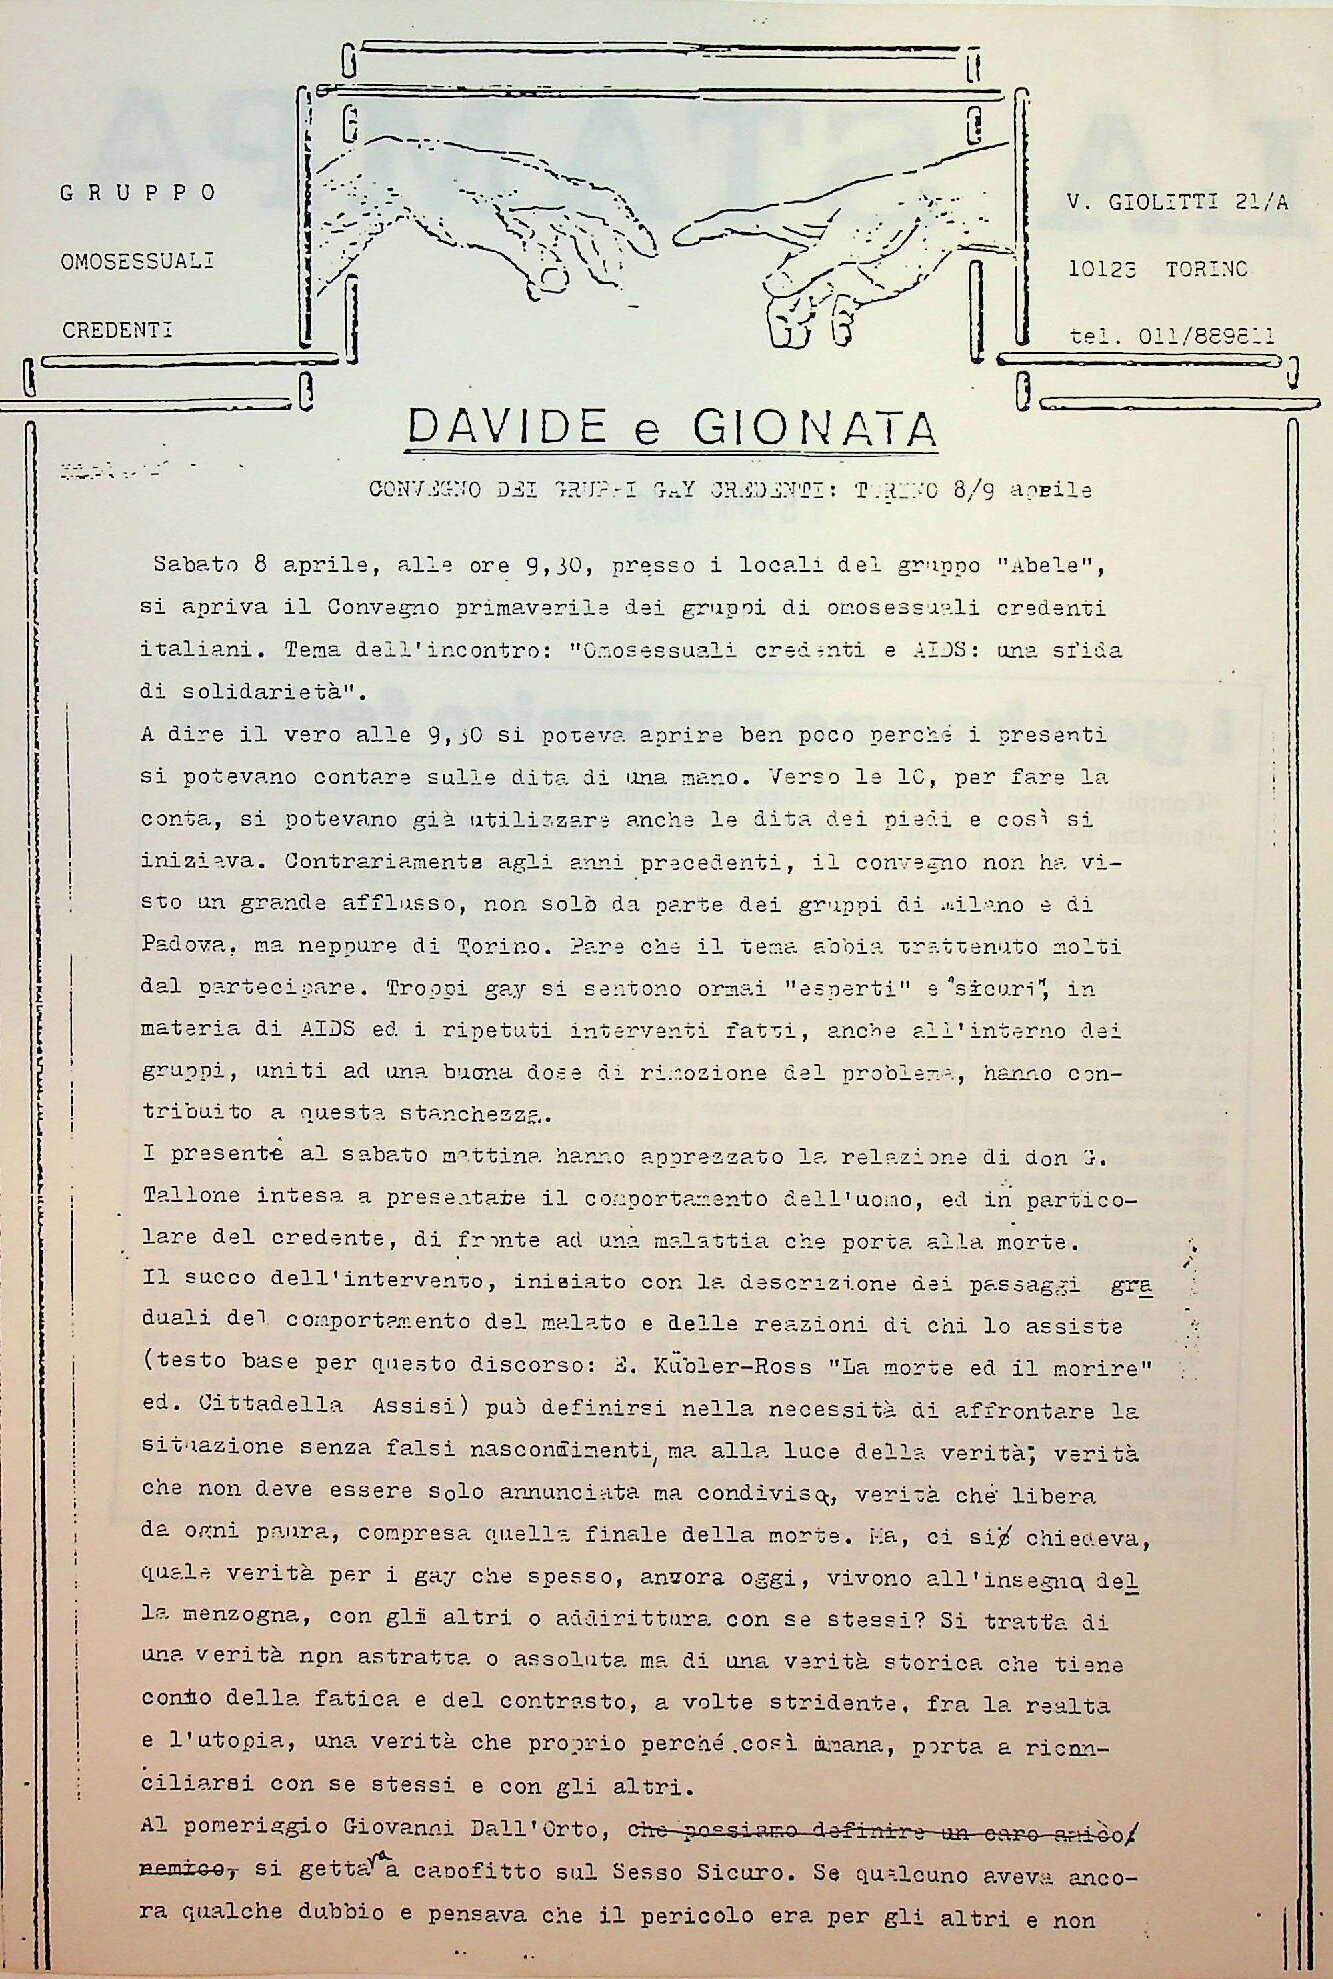 GRUPPO
OMOSESSUALI
CREDENTI
V. GIOLITTI 21/A
10123 TORINO
tel. 011/889811
DAVIDE e GIONATA
CONVEGNO DEI GRUPPI GAY CREDENTI: TORINO 8/9 aprile
Sabato 8 aprile, alle ore 9,30, presso i locali del gruppo "Abele",
si apriva il Convegno primaverile dei gruppi di omosessuali credenti
italiani. Tema dell'incontro: "Omosessuali credenti e AIDS: una sfida
di solidarietà".
A dire il vero alle 9,30 si poteva aprire ben poco perché i presenti
si potevano contare sulle dita di una mano. Verso le 10, per fare la
conta, si potevano già utilizzare anche le dita dei piedi e così si
iniziava. Contrariamente agli anni precedenti, il convegno non ha vi-
sto un grande afflusso, non solo da parte dei gruppi di Milano e di
Padova, ma neppure di Torino. Pare che il tema abbia trattenuto molti
dal partecipare. Troppi gay si sentono ormai "esperti" e "sicuri", in
materia di AIDS ed i ripetuti interventi fatti, anche all'interno dei
gruppi, uniti ad una buona dose di rimozione del problema, hanno con-
tribuito a questa stanchezza.
I presenti al sabato mattina hanno apprezzato la relazione di don G.
Tallone intesa a presentare il comportamento dell'uomo, ed in partico-
lare del credente, di fronte ad una malattia che porta alla morte.
Il succo dell'intervento, iniziato con la descrizione dei passaggi gra
duali del comportamento del malato e delle reazioni di chi lo assiste
(testo base per questo discorso: E. Kübler-Ross "La morte ed il morire"
ed. Cittadella Assisi) può definirsi nella necessità di affrontare la
situazione senza falsi nascondimenti, ma alla luce della verità; verità
che non deve essere solo annunciata ma condivisa, verità che libera
da ogni paura, compresa quella finale della morte. Ma, ci si chiedeva,
quale verità per i gay che spesso, ancora oggi, vivono all'insegna del
la menzogna, con gli altri o addirittura con se stessi? Si tratta di
una verità non astratta o assoluta ma di una verità storica che tiene
conto della fatica e del contrasto, a volte stridente, fra la realta
e l'utopia, una verità che proprio perché così umana, porta a ricon-
ciliarsi con se stessi e con gli altri.
Al pomeriggio Giovanni Dall'Orto, che possiamo definire un caro amico/
nemico, si gettava a capofitto sul Sesso Sicuro. Se qualcuno aveva anco-
ra qualche dubbio e pensava che il pericolo era per gli altri e non